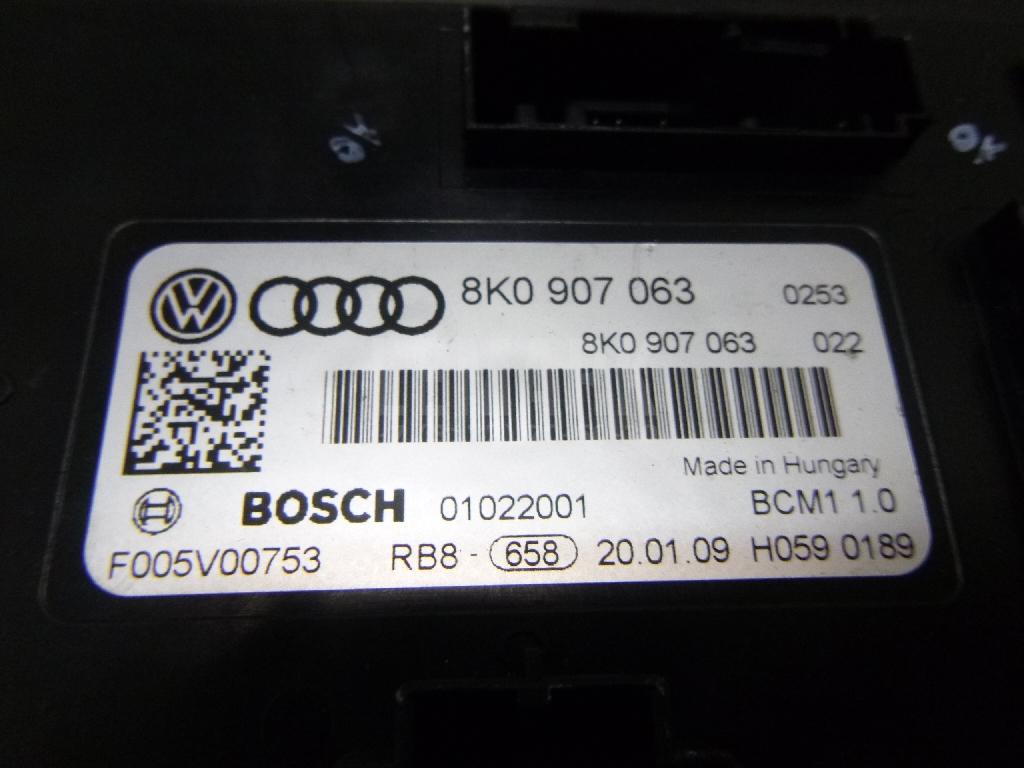 OK
OK
8K0 907 063 0253
8K0 907 063 022
Made in Hungary
BOSCH 01022001 BCM1 1.0
F005V00753 RB8 - 658 20.01.09 H059 0189